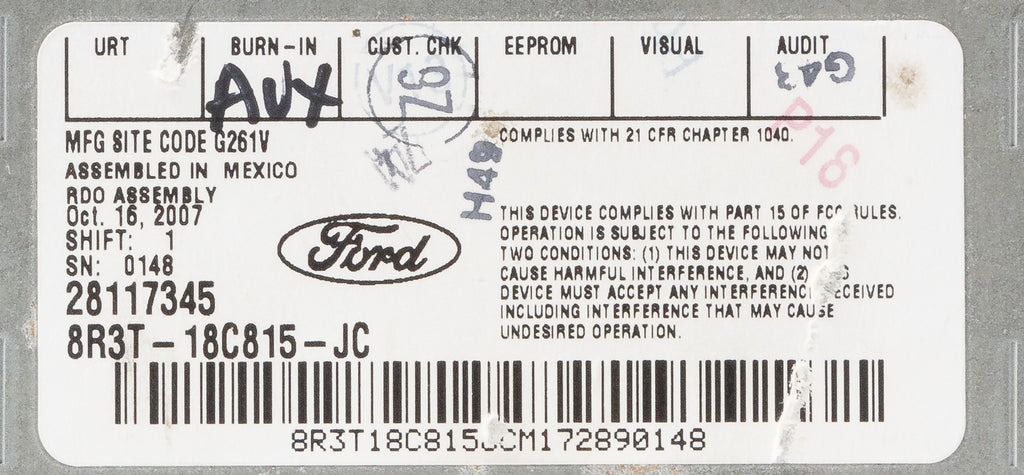 URT BURN-IN CUST. CHK EEPROM VISUAL AUDIT
AUX 97 G43
MFG SITE CODE G261V
COMPLIES WITH 21 CFR CHAPTER 1040.
P18
H49
ASSEMBLED IN MEXICO
RDO ASSEMBLY
Oct. 16, 2007
SHIFT: 1
SN: 0148
28117345
8R3T-18C815-JC
Ford
THIS DEVICE COMPLIES WITH PART 15 OF FCC RULES.
OPERATION IS SUBJECT TO THE FOLLOWING
TWO CONDITIONS: (1) THIS DEVICE MAY NOT
CAUSE HARMFUL INTERFERENCE, AND (2)
DEVICE MUST ACCEPT ANY INTERFERENC ECEIVED
INCLUDING INTERFERENCE THAT MAY CAUSE
UNDESIRED OPERATION.
8R3T18C815JCM172890148